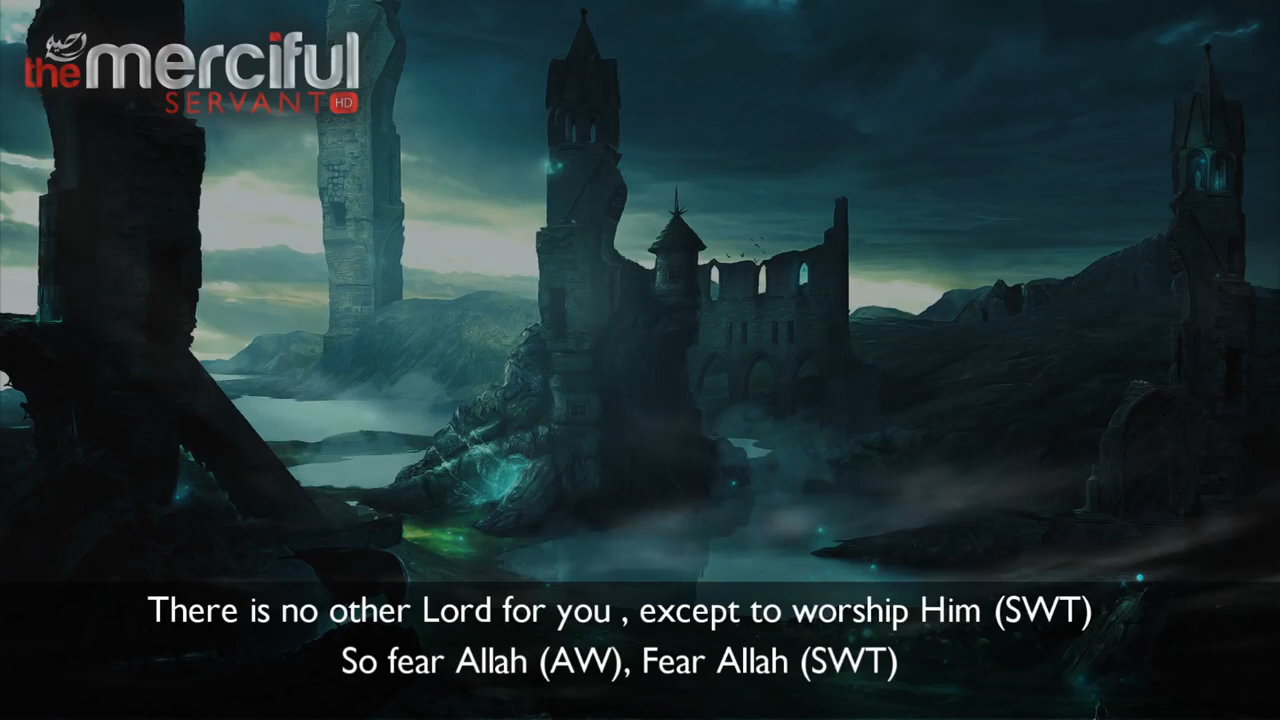 the merciful
SERVANT HD
There is no other Lord for you , except to worship Him (SWT)
So fear Allah (AW), Fear Allah (SWT)